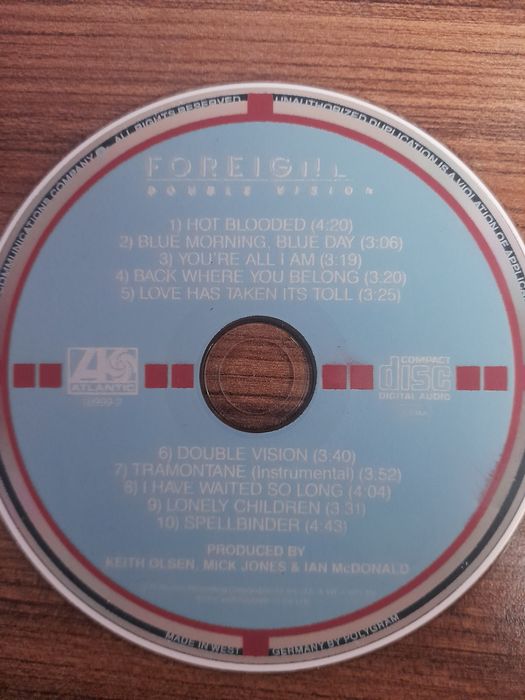 COMMUNICATIONS COMPANY ALL RIGHTS RESERVED
UNAUTHORIZED DUPLICATION IS A VIOLATION OF APPLIC
DOUBLE VISION
1) HOT BLOODED (4:20)
2) BLUE MORNING, BLUE DAY (3:06)
3) YOU'RE ALL I AM (3:19)
4) BACK WHERE YOU BELONG (3:20)
5) LOVE HAS TAKEN ITS TOLL (3:25)
ATLANTIC
COMPACT
disc
DIGITAL AUDIO
6) DOUBLE VISION (3:40)
7) TRAMONTANE (Instrumental) (3:52)
8) I HAVE WAITED SO LONG (4:04)
9) LONELY CHILDREN (3:31)
10) SPELLBINDER (4:43)
PRODUCED BY
KEITH OLSEN, MICK JONES & IAN McDONALD
MADE IN WEST GERMANY BY POLYGRAM